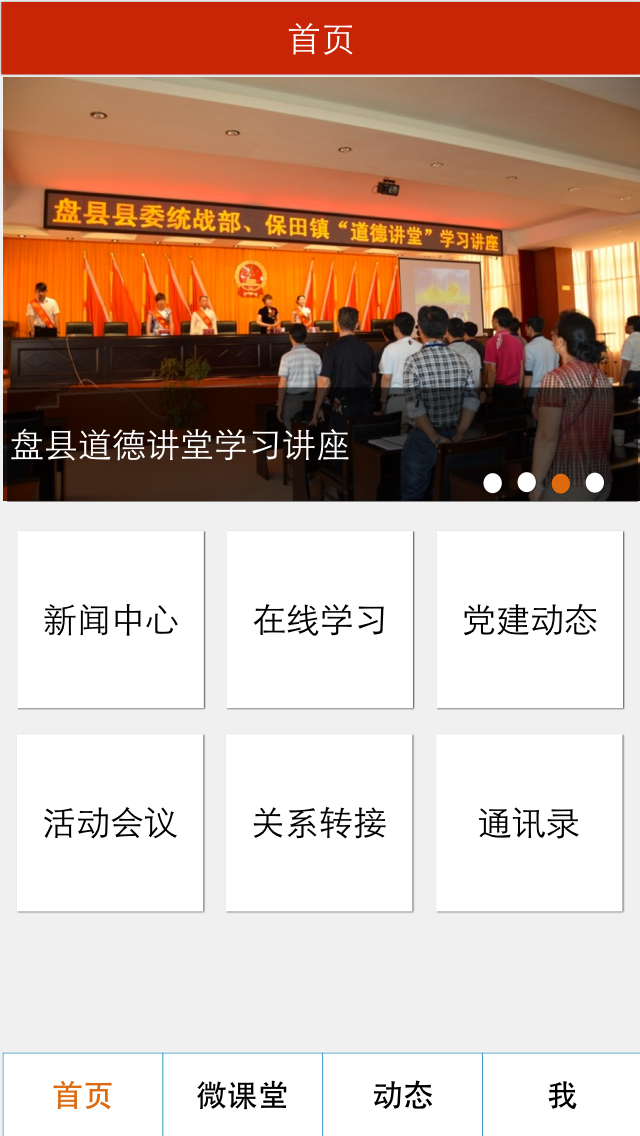 首页
盘县县委统战部、保田镇“道德讲堂”学习讲座
盘县道德讲堂学习讲座
新闻中心
在线学习
党建动态
活动会议
关系转接
通讯录
首页
微课堂
动态
我